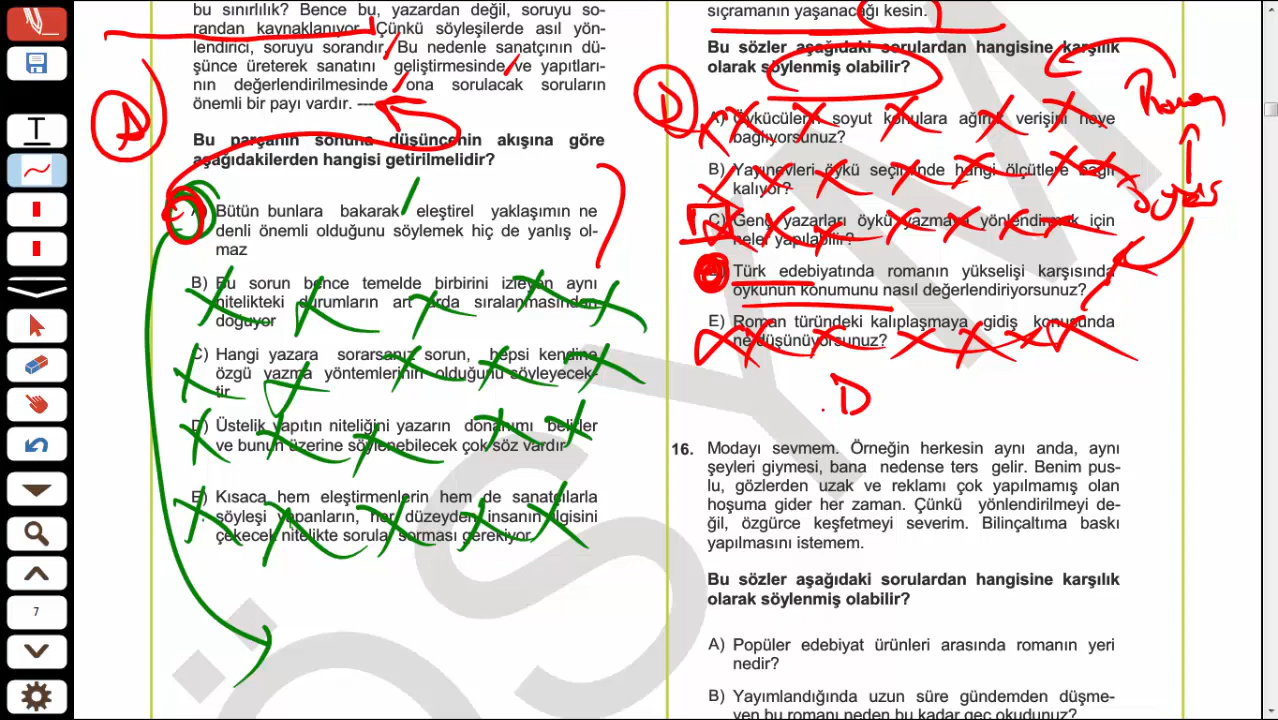 bu sınırlılık? Bence bu, yazardan değil, soruyu so-
randan kaynaklanıyor. Çünkü söyleşilerde asıl yön-
lendirici, soruyu sorandır. Bu nedenle sanatçının dü-
şünce üreterek sanatını geliştirmesinde ve yapıtları-
nın değerlendirilmesinde ona sorulacak soruların
önemli bir payı vardır. ----
A
Bu parçanın sonuna düşüncenin akışına göre
aşağıdakilerden hangisi getirilmelidir?
A) Bütün bunlara bakarak eleştirel yaklaşımın ne
denli önemli olduğunu söylemek hiç de yanlış ol-
maz
B) Bu sorun bence temelde birbirini izleyen aynı
nitelikteki durumların art arda sıralanmasından
doğuyor
C) Hangi yazara sorarsanız sorun, hepsi kendine
özgü yazma yöntemlerinin olduğunu söyleyecek-
tir
D) Üstelik yapıtın niteliğini yazarın donanımı belirler
ve bunun üzerine söylenebilecek çok söz vardır
E) Kısaca hem eleştirmenlerin hem de sanatçılarla
söyleşi yapanların, her düzeyden insanın ilgisini
çekecek nitelikte sorular sorması gerekiyor
7
sıçramanın yaşanacağı kesin.
Bu sözler aşağıdaki sorulardan hangisine karşılık
olarak söylenmiş olabilir?
D
Roman
A) Öykücülerin soyut konulara ağırlık verişini neye
bağlıyorsunuz?
B) Yayınevleri öykü seçiminde hangi ölçütlere bağlı
kalıyor?
C) Genç yazarları öykü yazmaya yönlendirmek için
neler yapılabilir?
D) Türk edebiyatında romanın yükselişi karşısında
öykünün konumunu nasıl değerlendiriyorsunuz?
E) Roman türündeki kalıplaşmaya gidiş konusunda
ne düşünüyorsunuz?
D
16. Modayı sevmem. Örneğin herkesin aynı anda, aynı
şeyleri giymesi, bana nedense ters gelir. Benim pus-
lu, gözlerden uzak ve reklamı çok yapılmamış olan
hoşuma gider her zaman. Çünkü yönlendirilmeyi de-
ğil, özgürce keşfetmeyi severim. Bilinçaltıma baskı
yapılmasını istemem.
Bu sözler aşağıdaki sorulardan hangisine karşılık
olarak söylenmiş olabilir?
A) Popüler edebiyat ürünleri arasında romanın yeri
nedir?
B) Yayımlandığında uzun süre gündemden düşme-
yen bu romanı neden bu kadar geç okudunuz?